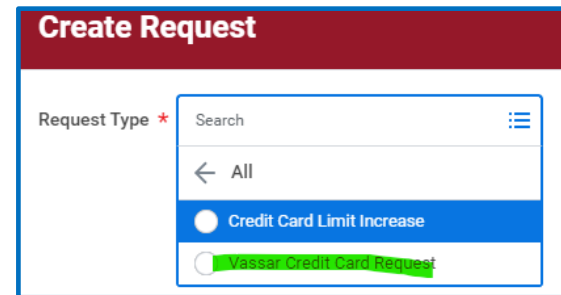 Create Request
Request Type *
Search
All
Credit Card Limit Increase
Vassar Credit Card Request